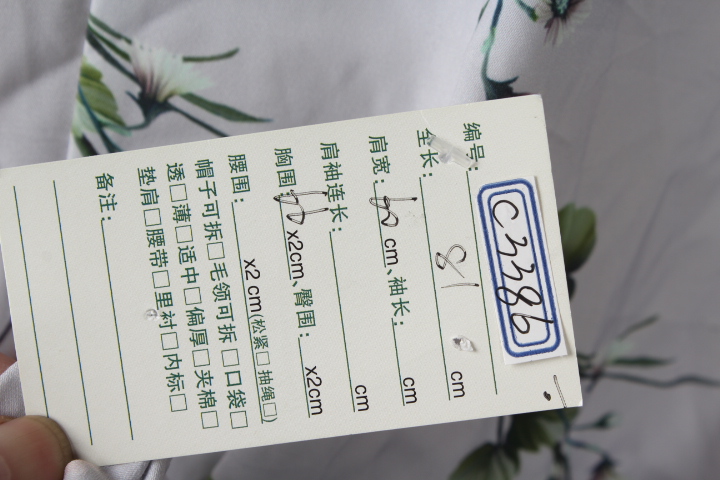 编号: C3386
全长: 81 cm
肩宽: cm、袖长: cm
肩袖连长: cm
胸围: x2cm、臀围: x2cm
腰围: x2 cm(松紧□ 抽绳□)
帽子可拆□毛领可拆□口袋□
透□薄□适中□偏厚□夹棉□
垫肩□腰带□里衬□内标□
备注: